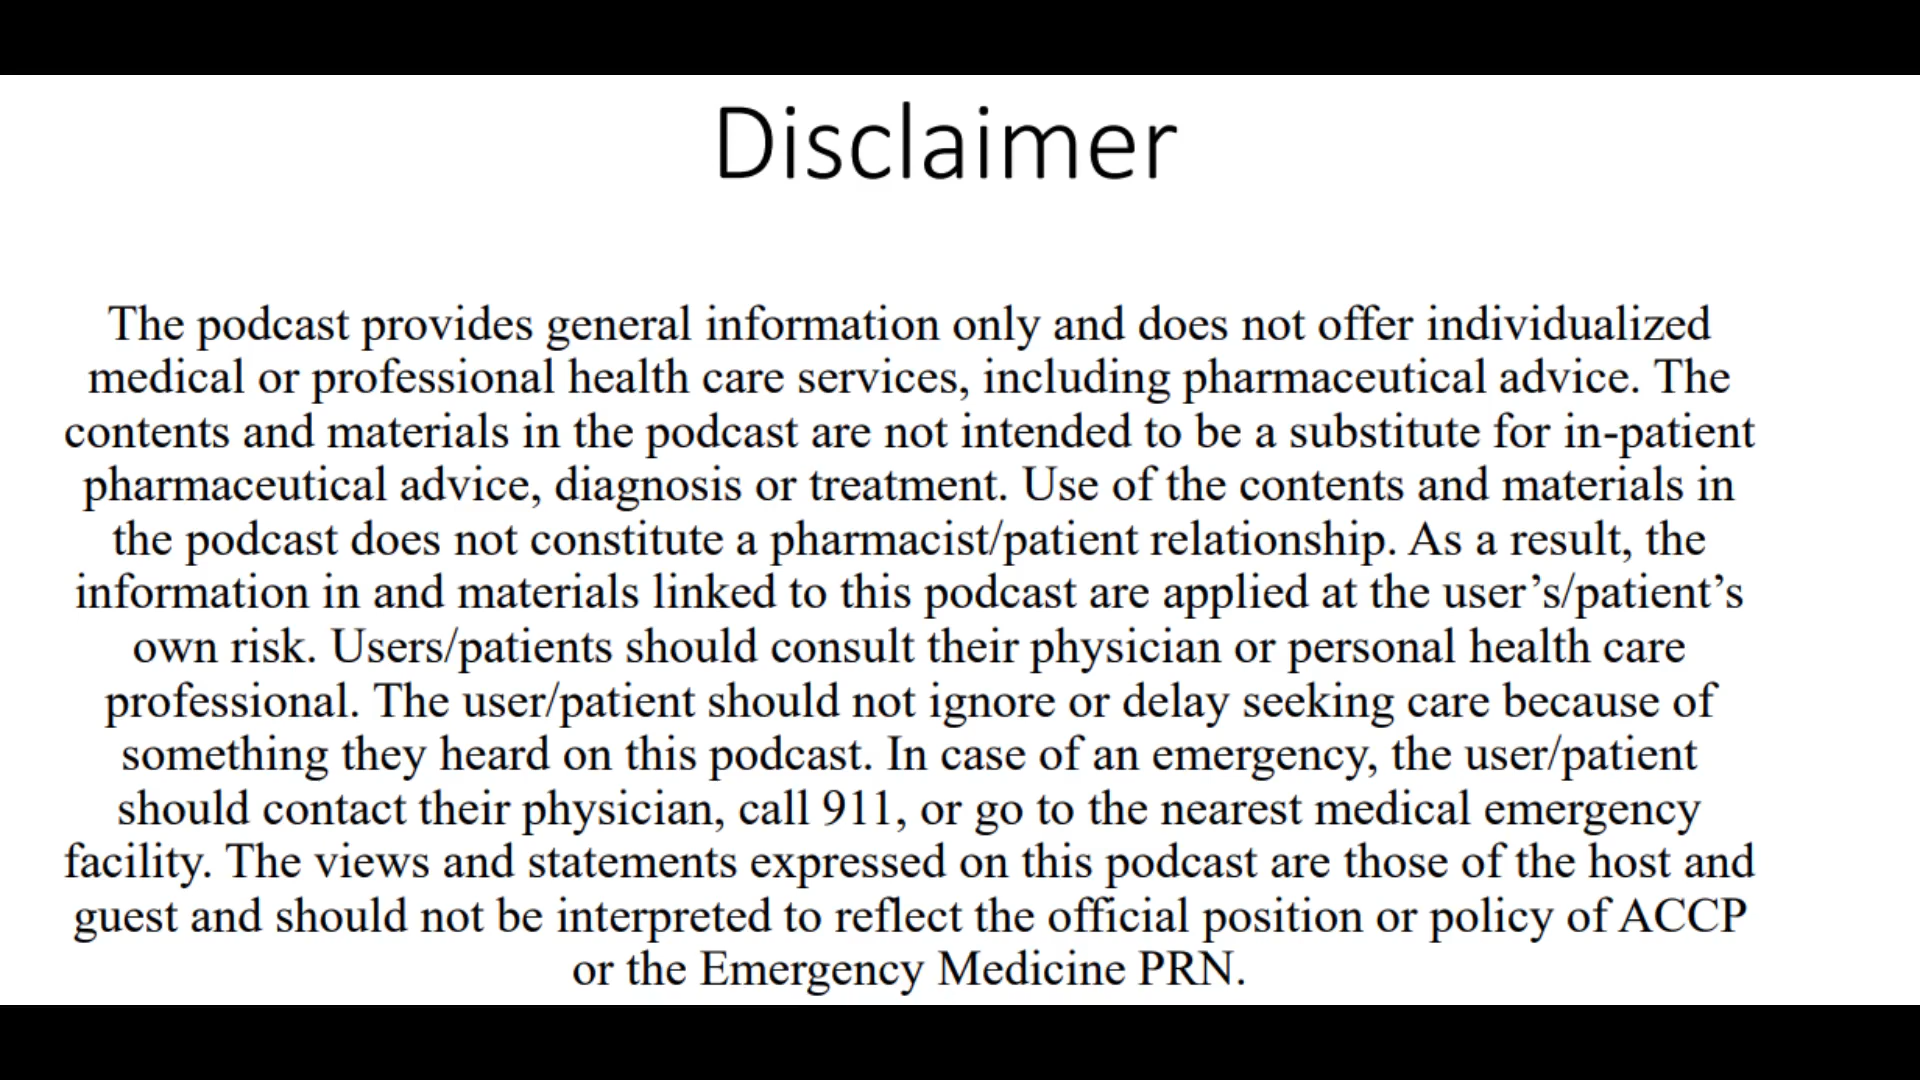 Disclaimer
The podcast provides general information only and does not offer individualized
medical or professional health care services, including pharmaceutical advice. The
contents and materials in the podcast are not intended to be a substitute for in-patient
pharmaceutical advice, diagnosis or treatment. Use of the contents and materials in
the podcast does not constitute a pharmacist/patient relationship. As a result, the
information in and materials linked to this podcast are applied at the user’s/patient’s
own risk. Users/patients should consult their physician or personal health care
professional. The user/patient should not ignore or delay seeking care because of
something they heard on this podcast. In case of an emergency, the user/patient
should contact their physician, call 911, or go to the nearest medical emergency
facility. The views and statements expressed on this podcast are those of the host and
guest and should not be interpreted to reflect the official position or policy of ACCP
or the Emergency Medicine PRN.